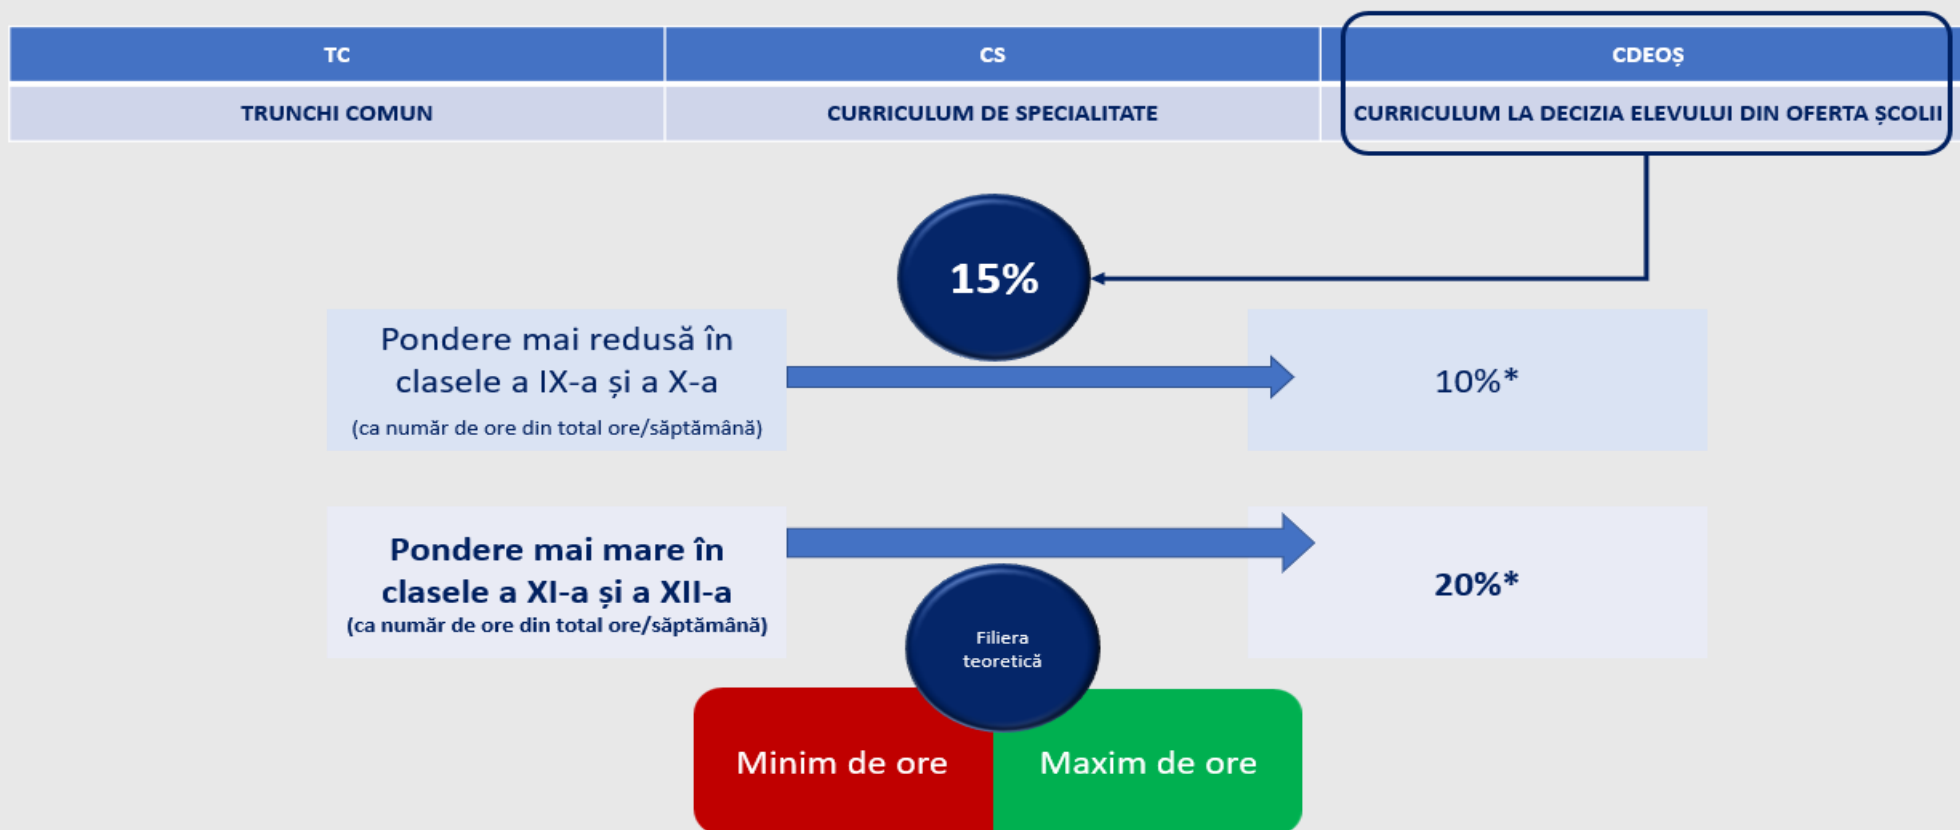 TC
CS
CDEOȘ
TRUNCHI COMUN
CURRICULUM DE SPECIALITATE
CURRICULUM LA DECIZIA ELEVULUI DIN OFERTA ȘCOLII
15%
Pondere mai redusă în
clasele a IX-a și a X-a
(ca număr de ore din total ore/săptămână)
10%*
Pondere mai mare în
clasele a XI-a și a XII-a
(ca număr de ore din total ore/săptămână)
20%*
Filiera
teoretică
Minim de ore
Maxim de ore